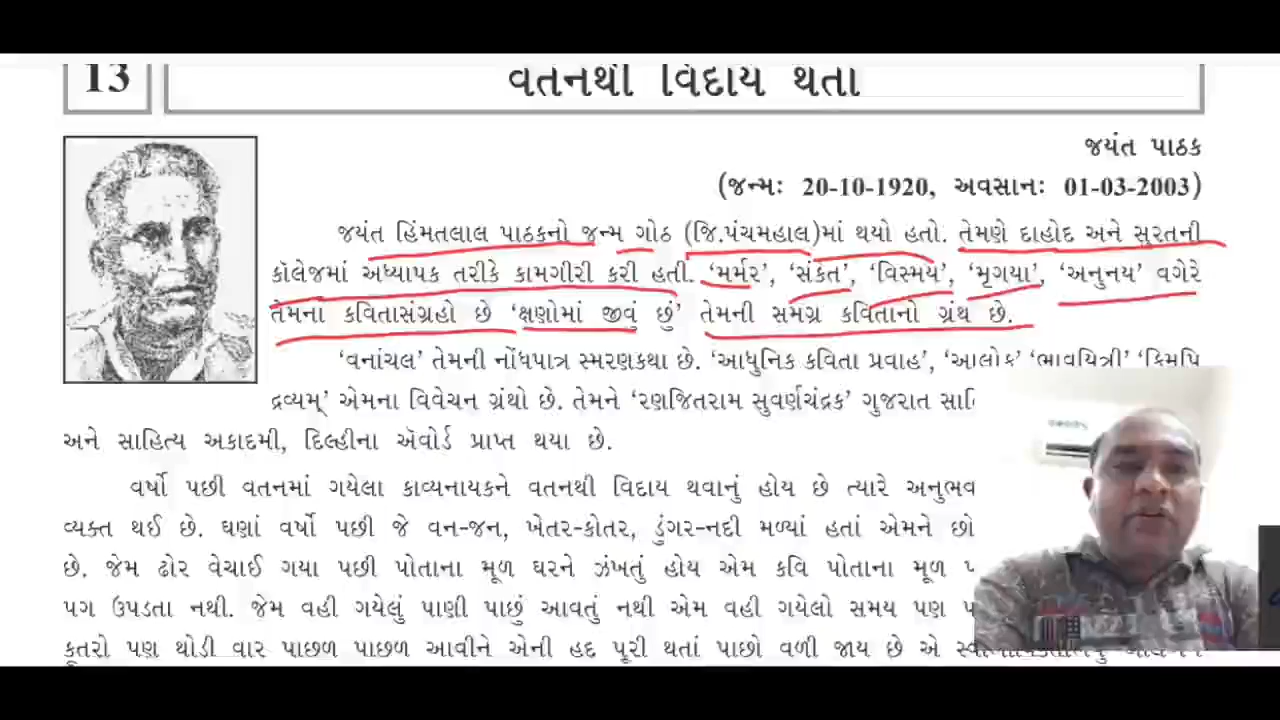 13
વતનથી વિદાય થતા
જયંત પાઠક
(જન્મઃ 20-10-1920, અવસાનઃ 01-03-2003)
જયંત હિંમતલાલ પાઠકનો જન્મ ગોઠ (જિ.પંચમહાલ)માં થયો હતો. તેમણે દાહોદ અને સુરતની
કૉલેજમાં અધ્યાપક તરીકે કામગીરી કરી હતી. ‘મર્મર’, ‘સંકેત’, ‘વિસ્મય’, ‘મૃગયા’, ‘અનુનય’ વગેરે
તેમના કવિતાસંગ્રહો છે ‘ક્ષણોમાં જીવું છું’ તેમની સમગ્ર કવિતાનો ગ્રંથ છે.
‘વનાંચલ’ તેમની નોંધપાત્ર સ્મરણકથા છે. ‘આધુનિક કવિતા પ્રવાહ’, ‘આલોક’ ‘ભાવયિત્રી’ ‘કિમપિ
દ્રવ્યમ્’ એમના વિવેચન ગ્રંથો છે. તેમને ‘રણજિતરામ સુવર્ણચંદ્રક’ ગુજરાત
અને સાહિત્ય અકાદમી, દિલ્હીના ઍવોર્ડ પ્રાપ્ત થયા છે.
વર્ષો પછી વતનમાં ગયેલા કાવ્યનાયકને વતનથી વિદાય થવાનું હોય છે ત્યારે
વ્યક્ત થઈ છે. ઘણાં વર્ષો પછી જે વન-જન, ખેતર-કોતર, ડુંગર-નદી મળ્યાં હતાં એમને
છે. જેમ ઢોર વેચાઈ ગયા પછી પોતાના મૂળ ઘરને ઝંખતું હોય એમ કવિ પોતાના મૂળ
પગ ઉપડતા નથી. જેમ વહી ગયેલું પાણી પાછું આવતું નથી એમ વહી ગયેલો સમય પણ
કૂતરો પણ થોડી વાર પાછળ પાછળ આવીને એની હદ પૂરી થતાં પાછો વળી જાય છે એ